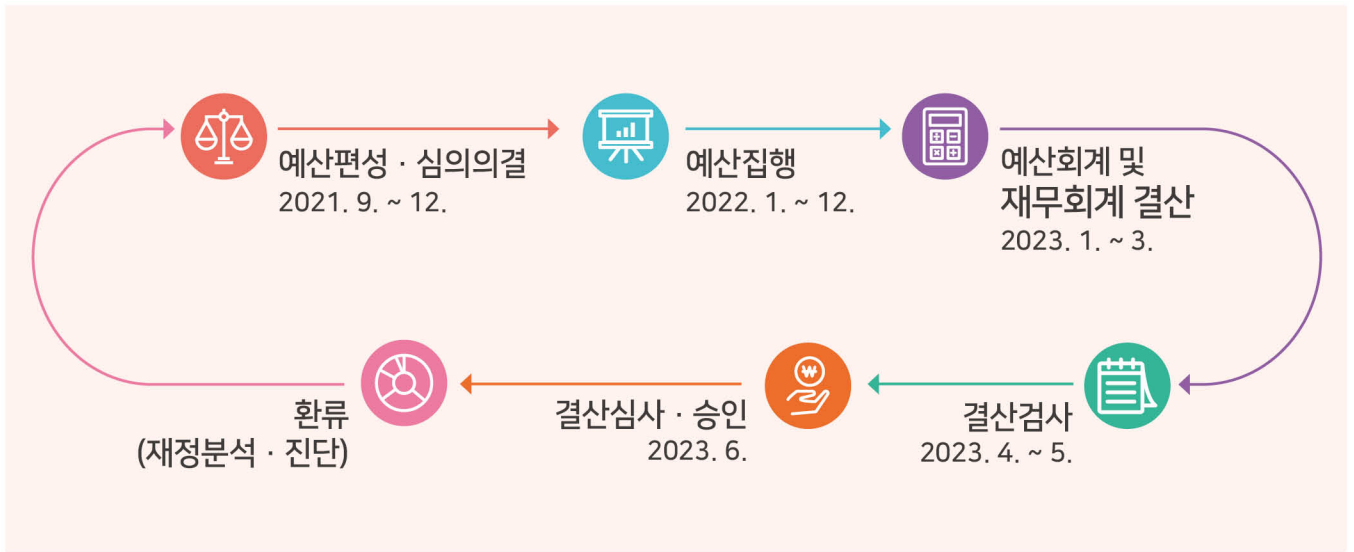 예산편성 · 심의의결
2021. 9. ~ 12.
예산집행
2022. 1. ~ 12.
예산회계 및
재무회계 결산
2023. 1. ~ 3.
결산검사
2023. 4. ~ 5.
결산심사 · 승인
2023. 6.
환류
(재정분석 · 진단)